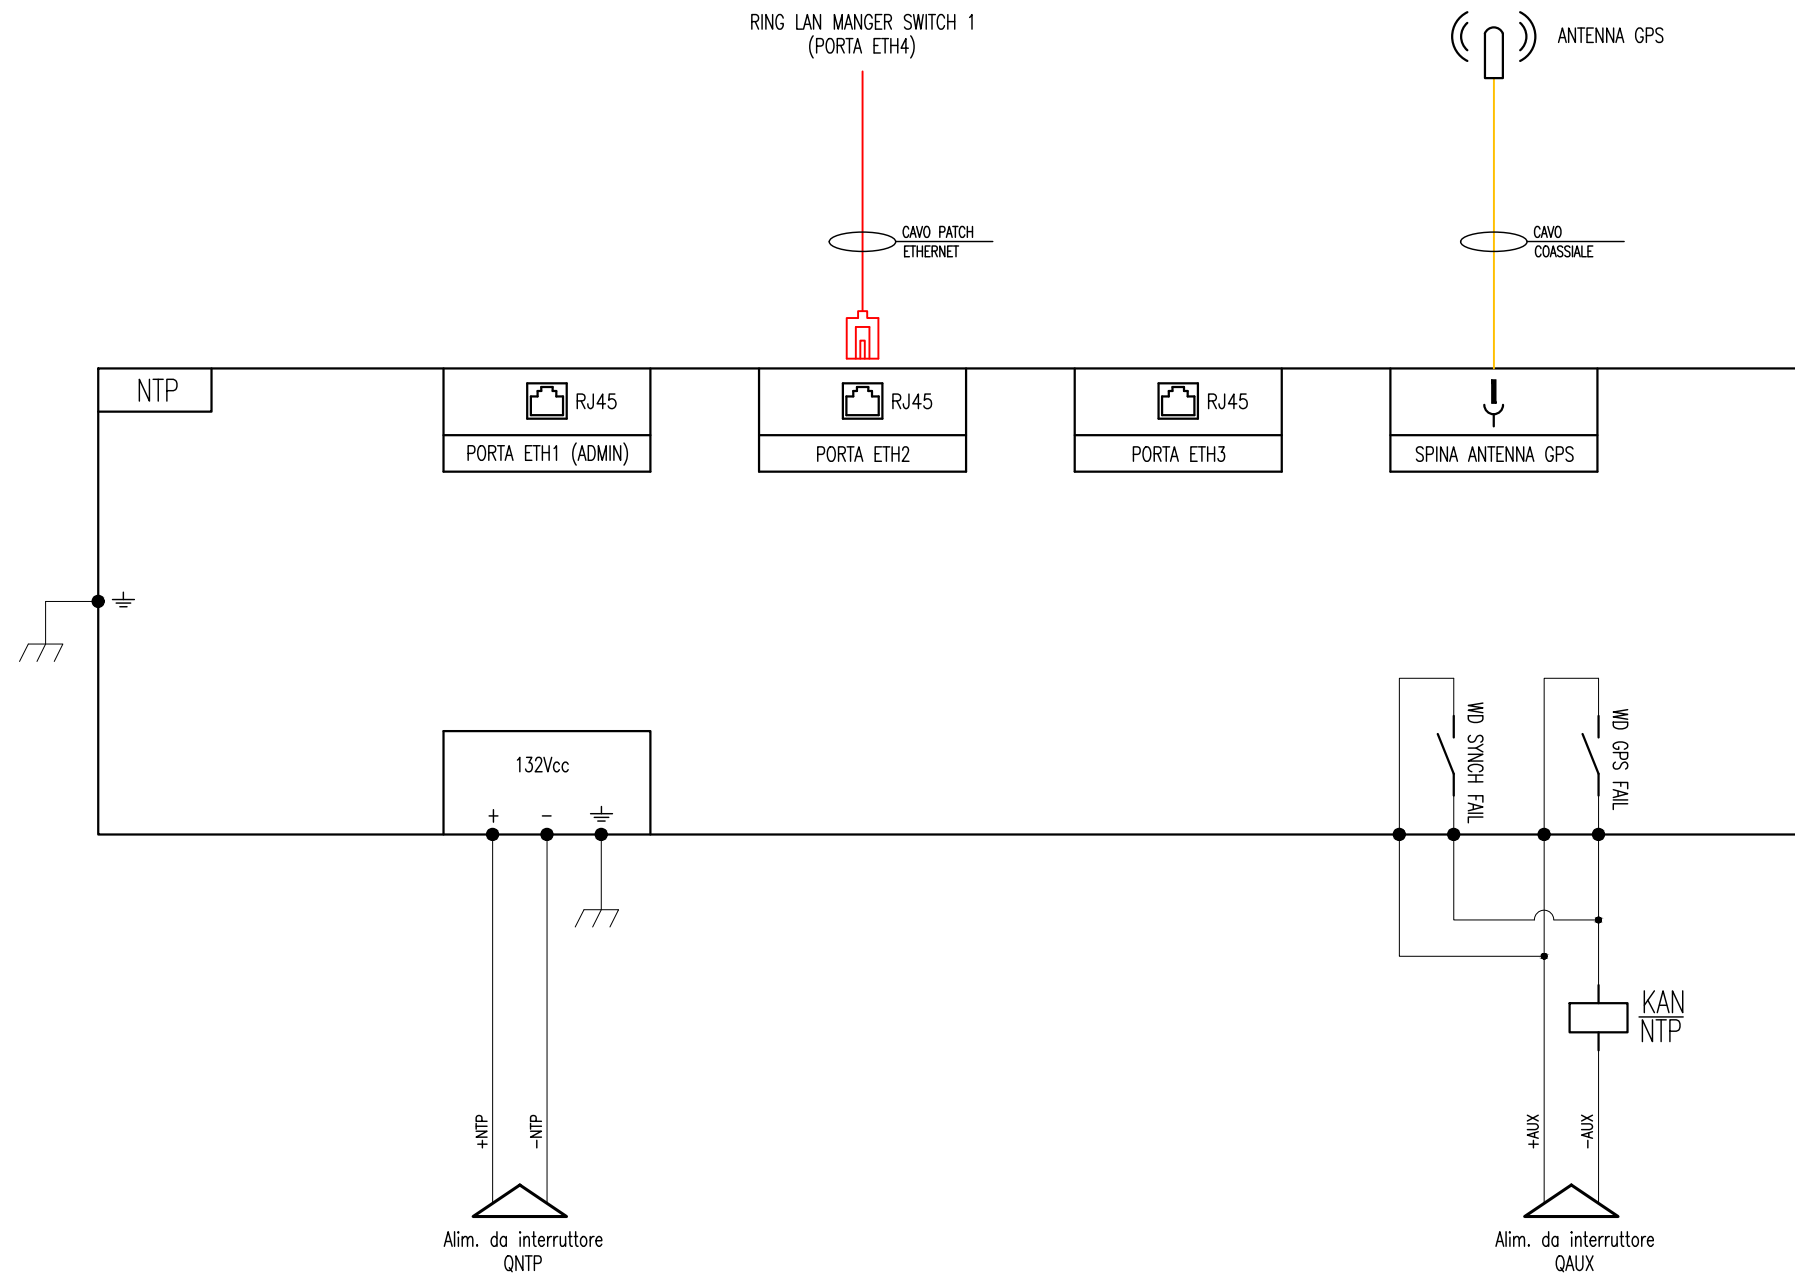 RING LAN MANGER SWITCH 1
(PORTA ETH4)
ANTENNA GPS
CAVO PATCH
ETHERNET
CAVO
COASSIALE
NTP
RJ45
PORTA ETH1 (ADMIN)
RJ45
PORTA ETH2
RJ45
PORTA ETH3
SPINA ANTENNA GPS
132Vcc
+ −
WD SYNCH FAIL
WD GPS FAIL
KAN
NTP
+NTP
−NTP
+AUX
−AUX
Alim. da interruttore
QNTP
Alim. da interruttore
QAUX